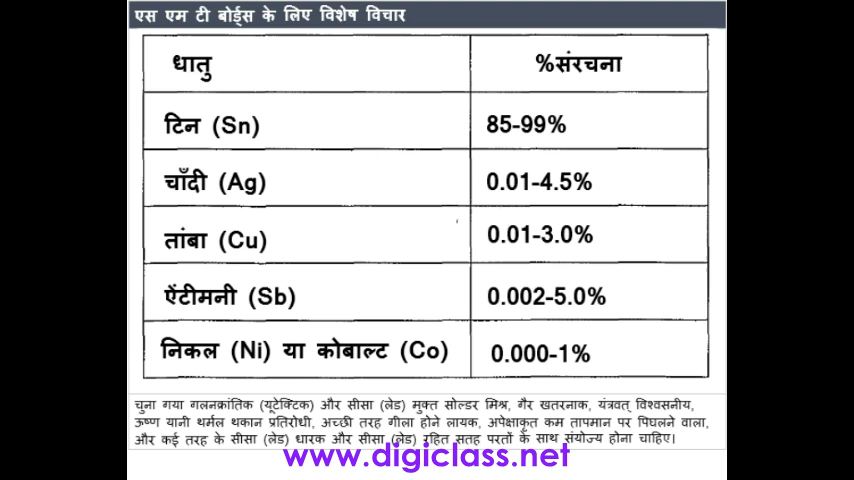 एस एम टी बोर्ड्स के लिए विशेष विचार
धातु %संरचना
टिन (Sn) 85-99%
चाँदी (Ag) 0.01-4.5%
तांबा (Cu) 0.01-3.0%
ऐंटीमनी (Sb) 0.002-5.0%
निकल (Ni) या कोबाल्ट (Co) 0.000-1%
चुना गया गलनक्रांतिक (यूटेक्टिक) और सीसा (लेड) मुक्त सोल्डर मिश्र, गैर खतरनाक, यंत्रवत् विश्वसनीय,
ऊष्ण यानी थर्मल थकान प्रतिरोधी, अच्छी तरह गीला होने लायक, अपेक्षाकृत कम तापमान पर पिघलने वाला,
और कई तरह के सीसा (लेड) धारक और सीसा (लेड) रहित सतह परतों के साथ संयोज्य होना चाहिए।
www.digiclass.net